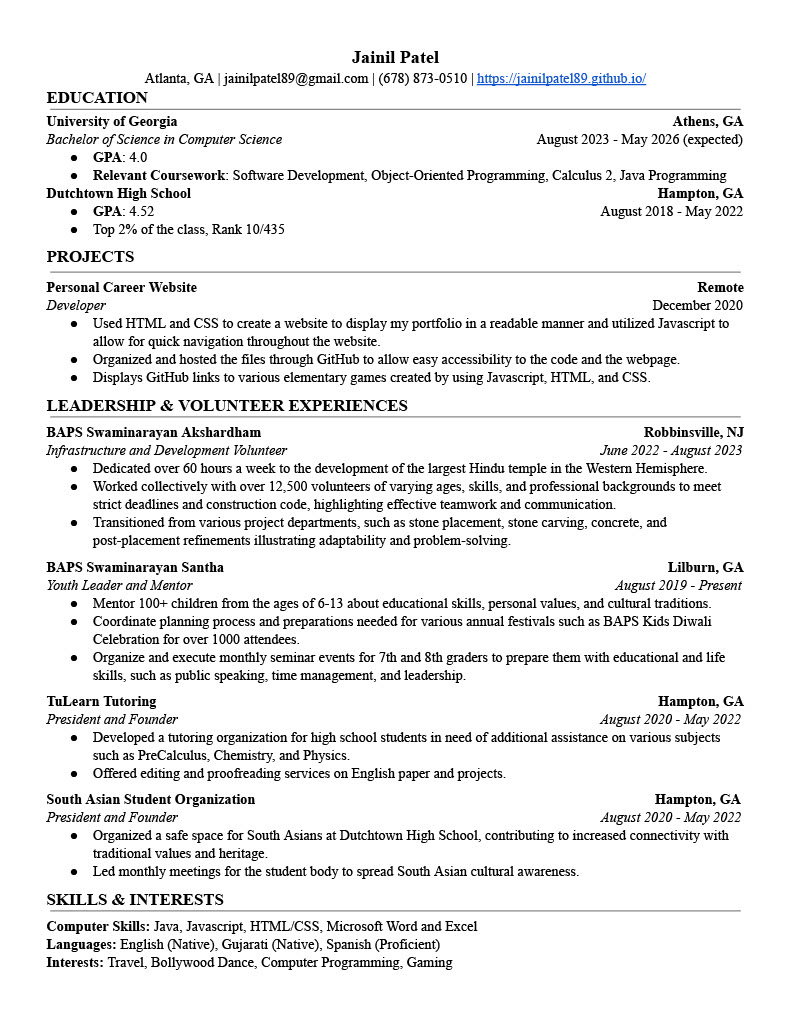 Jainil Patel
Atlanta, GA | jainilpatel89@gmail.com | (678) 873-0510 | https://jainilpatel89.github.io/
EDUCATION
University of Georgia Athens, GA
Bachelor of Science in Computer Science August 2023 - May 2026 (expected)
● GPA: 4.0
● Relevant Coursework: Software Development, Object-Oriented Programming, Calculus 2, Java Programming
Dutchtown High School Hampton, GA
● GPA: 4.52 August 2018 - May 2022
● Top 2% of the class, Rank 10/435
PROJECTS
Personal Career Website Remote
Developer December 2020
● Used HTML and CSS to create a website to display my portfolio in a readable manner and utilized Javascript to
allow for quick navigation throughout the website.
● Organized and hosted the files through GitHub to allow easy accessibility to the code and the webpage.
● Displays GitHub links to various elementary games created by using Javascript, HTML, and CSS.
LEADERSHIP & VOLUNTEER EXPERIENCES
BAPS Swaminarayan Akshardham Robbinsville, NJ
Infrastructure and Development Volunteer June 2022 - August 2023
● Dedicated over 60 hours a week to the development of the largest Hindu temple in the Western Hemisphere.
● Worked collectively with over 12,500 volunteers of varying ages, skills, and professional backgrounds to meet
strict deadlines and construction code, highlighting effective teamwork and communication.
● Transitioned from various project departments, such as stone placement, stone carving, concrete, and
post-placement refinements illustrating adaptability and problem-solving.
BAPS Swaminarayan Santha Lilburn, GA
Youth Leader and Mentor August 2019 - Present
● Mentor 100+ children from the ages of 6-13 about educational skills, personal values, and cultural traditions.
● Coordinate planning process and preparations needed for various annual festivals such as BAPS Kids Diwali
Celebration for over 1000 attendees.
● Organize and execute monthly seminar events for 7th and 8th graders to prepare them with educational and life
skills, such as public speaking, time management, and leadership.
TuLearn Tutoring Hampton, GA
President and Founder August 2020 - May 2022
● Developed a tutoring organization for high school students in need of additional assistance on various subjects
such as PreCalculus, Chemistry, and Physics.
● Offered editing and proofreading services on English paper and projects.
South Asian Student Organization Hampton, GA
President and Founder August 2020 - May 2022
● Organized a safe space for South Asians at Dutchtown High School, contributing to increased connectivity with
traditional values and heritage.
● Led monthly meetings for the student body to spread South Asian cultural awareness.
SKILLS & INTERESTS
Computer Skills: Java, Javascript, HTML/CSS, Microsoft Word and Excel
Languages: English (Native), Gujarati (Native), Spanish (Proficient)
Interests: Travel, Bollywood Dance, Computer Programming, Gaming